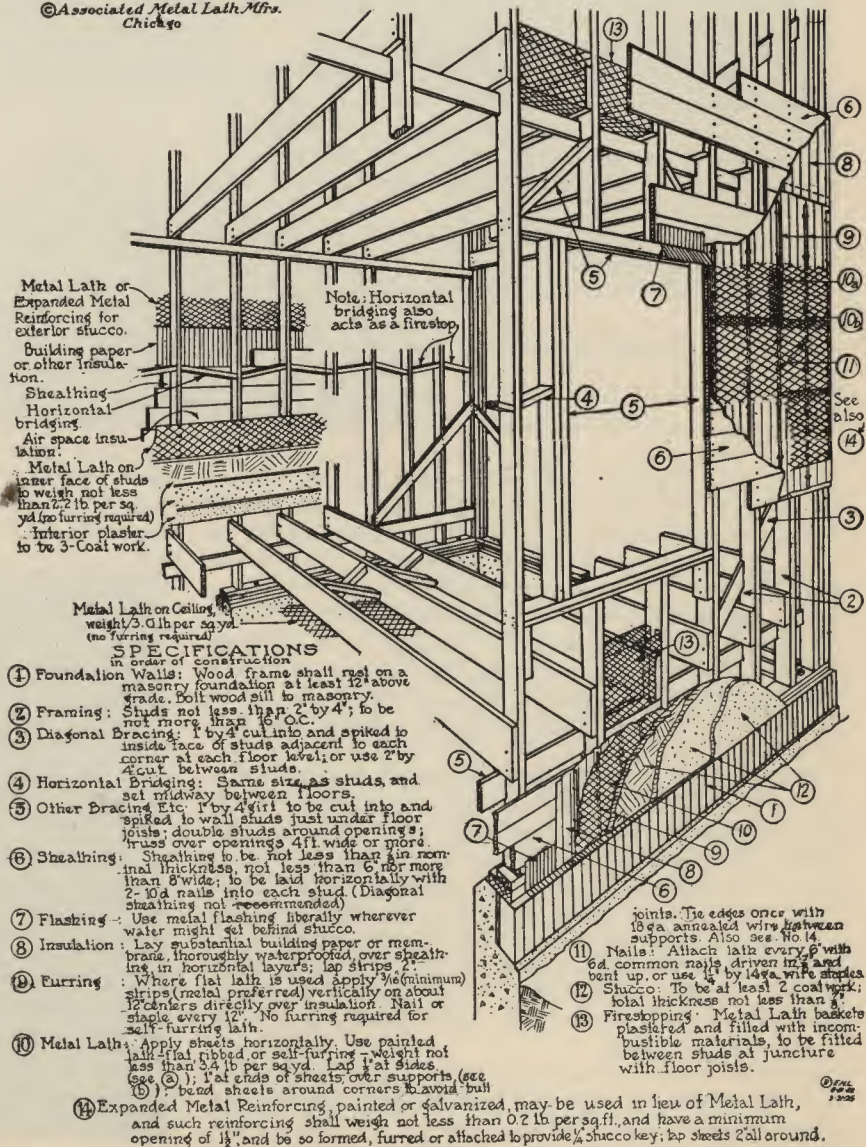 ©Associated Metal Lath Mfrs.
Chicago
13
6
8
9
10a
10b
11
See
also
14
3
2
5
7
4
5
6
13
12
1
10
9
8
6
5
7
Metal Lath or
Expanded Metal
Reinforcing for
exterior stucco.
Building paper
or other insula-
tion.
Sheathing
Horizontal
bridging.
Air space insu-
lation.
Metal Lath on
inner face of studs
to weigh not less
than 2.2 lb. per sq.
yd. (no furring required)
Interior plaster
to be 3-Coat work.
Note: Horizontal
bridging also
acts as a firestop
Metal Lath on Ceiling,
weight 3.0 lb per sq.yd.
(no furring required)
SPECIFICATIONS
in order of construction
1 Foundation Walls: Wood frame shall rest on a
masonry foundation at least 12" above
grade. Bolt wood sill to masonry.
2 Framing: Studs not less than 2" by 4"; to be
not more than 16" O.C.
3 Diagonal Bracing: 1" by 4" cut into and spiked to
inside face of studs adjacent to each
corner at each floor level; or use 2" by
4" cut between studs.
4 Horizontal Bridging: Same size as studs, and
set midway between floors.
5 Other Bracing Etc. 1" by 4" girt to be cut into and
spiked to wall studs just under floor
joists; double studs around openings;
truss over openings 4 ft. wide or more.
6 Sheathing: Sheathing to be not less than in nom-
inal thickness, not less than 6" nor more
than 8" wide; to be laid horizontally with
2-10d nails into each stud. (Diagonal
sheathing not recommended)
7 Flashing: Use metal flashing liberally wherever
water might get behind stucco.
8 Insulation: Lay substantial building paper or mem-
brane, thoroughly waterproofed, over sheath-
ing, in horizontal layers; lap strips 2".
9 Furring: Where flat lath is used apply 3/16" (minimum)
strips (metal preferred) vertically on about
12" centers directly over insulation. Nail or
staple every 12". No furring required for
self-furring lath.
10 Metal Lath: Apply sheets horizontally. Use painted
lath-flat, ribbed, or self-furring-weight not
less than 3.4 lb per sq.yd. Lap at sides
(see a); 1" at ends of sheets, over supports, (see
b); bend sheets around corners to avoid butt
joints. Tie edges once with
18 ga annealed wire between
supports. Also see No. 14.
11 Nails: Attach lath every 6" with
6d. common nails, driven in and
bent up, or use by 14 ga. wire staples
12 Stucco: To be at least 2 coat work;
total thickness not less than
13 Firestopping: Metal Lath baskets
plastered and filled with incom-
bustible materials, to be fitted
between studs at juncture
with floor joists.
14 Expanded Metal Reinforcing, painted or galvanized, may be used in lieu of Metal Lath,
and such reinforcing shall weigh not less than 0.2 lb per sq.ft., and have a minimum
opening of and be so formed, furred or attached to provide 1/4" stucco key; lap sheets 2" all around.